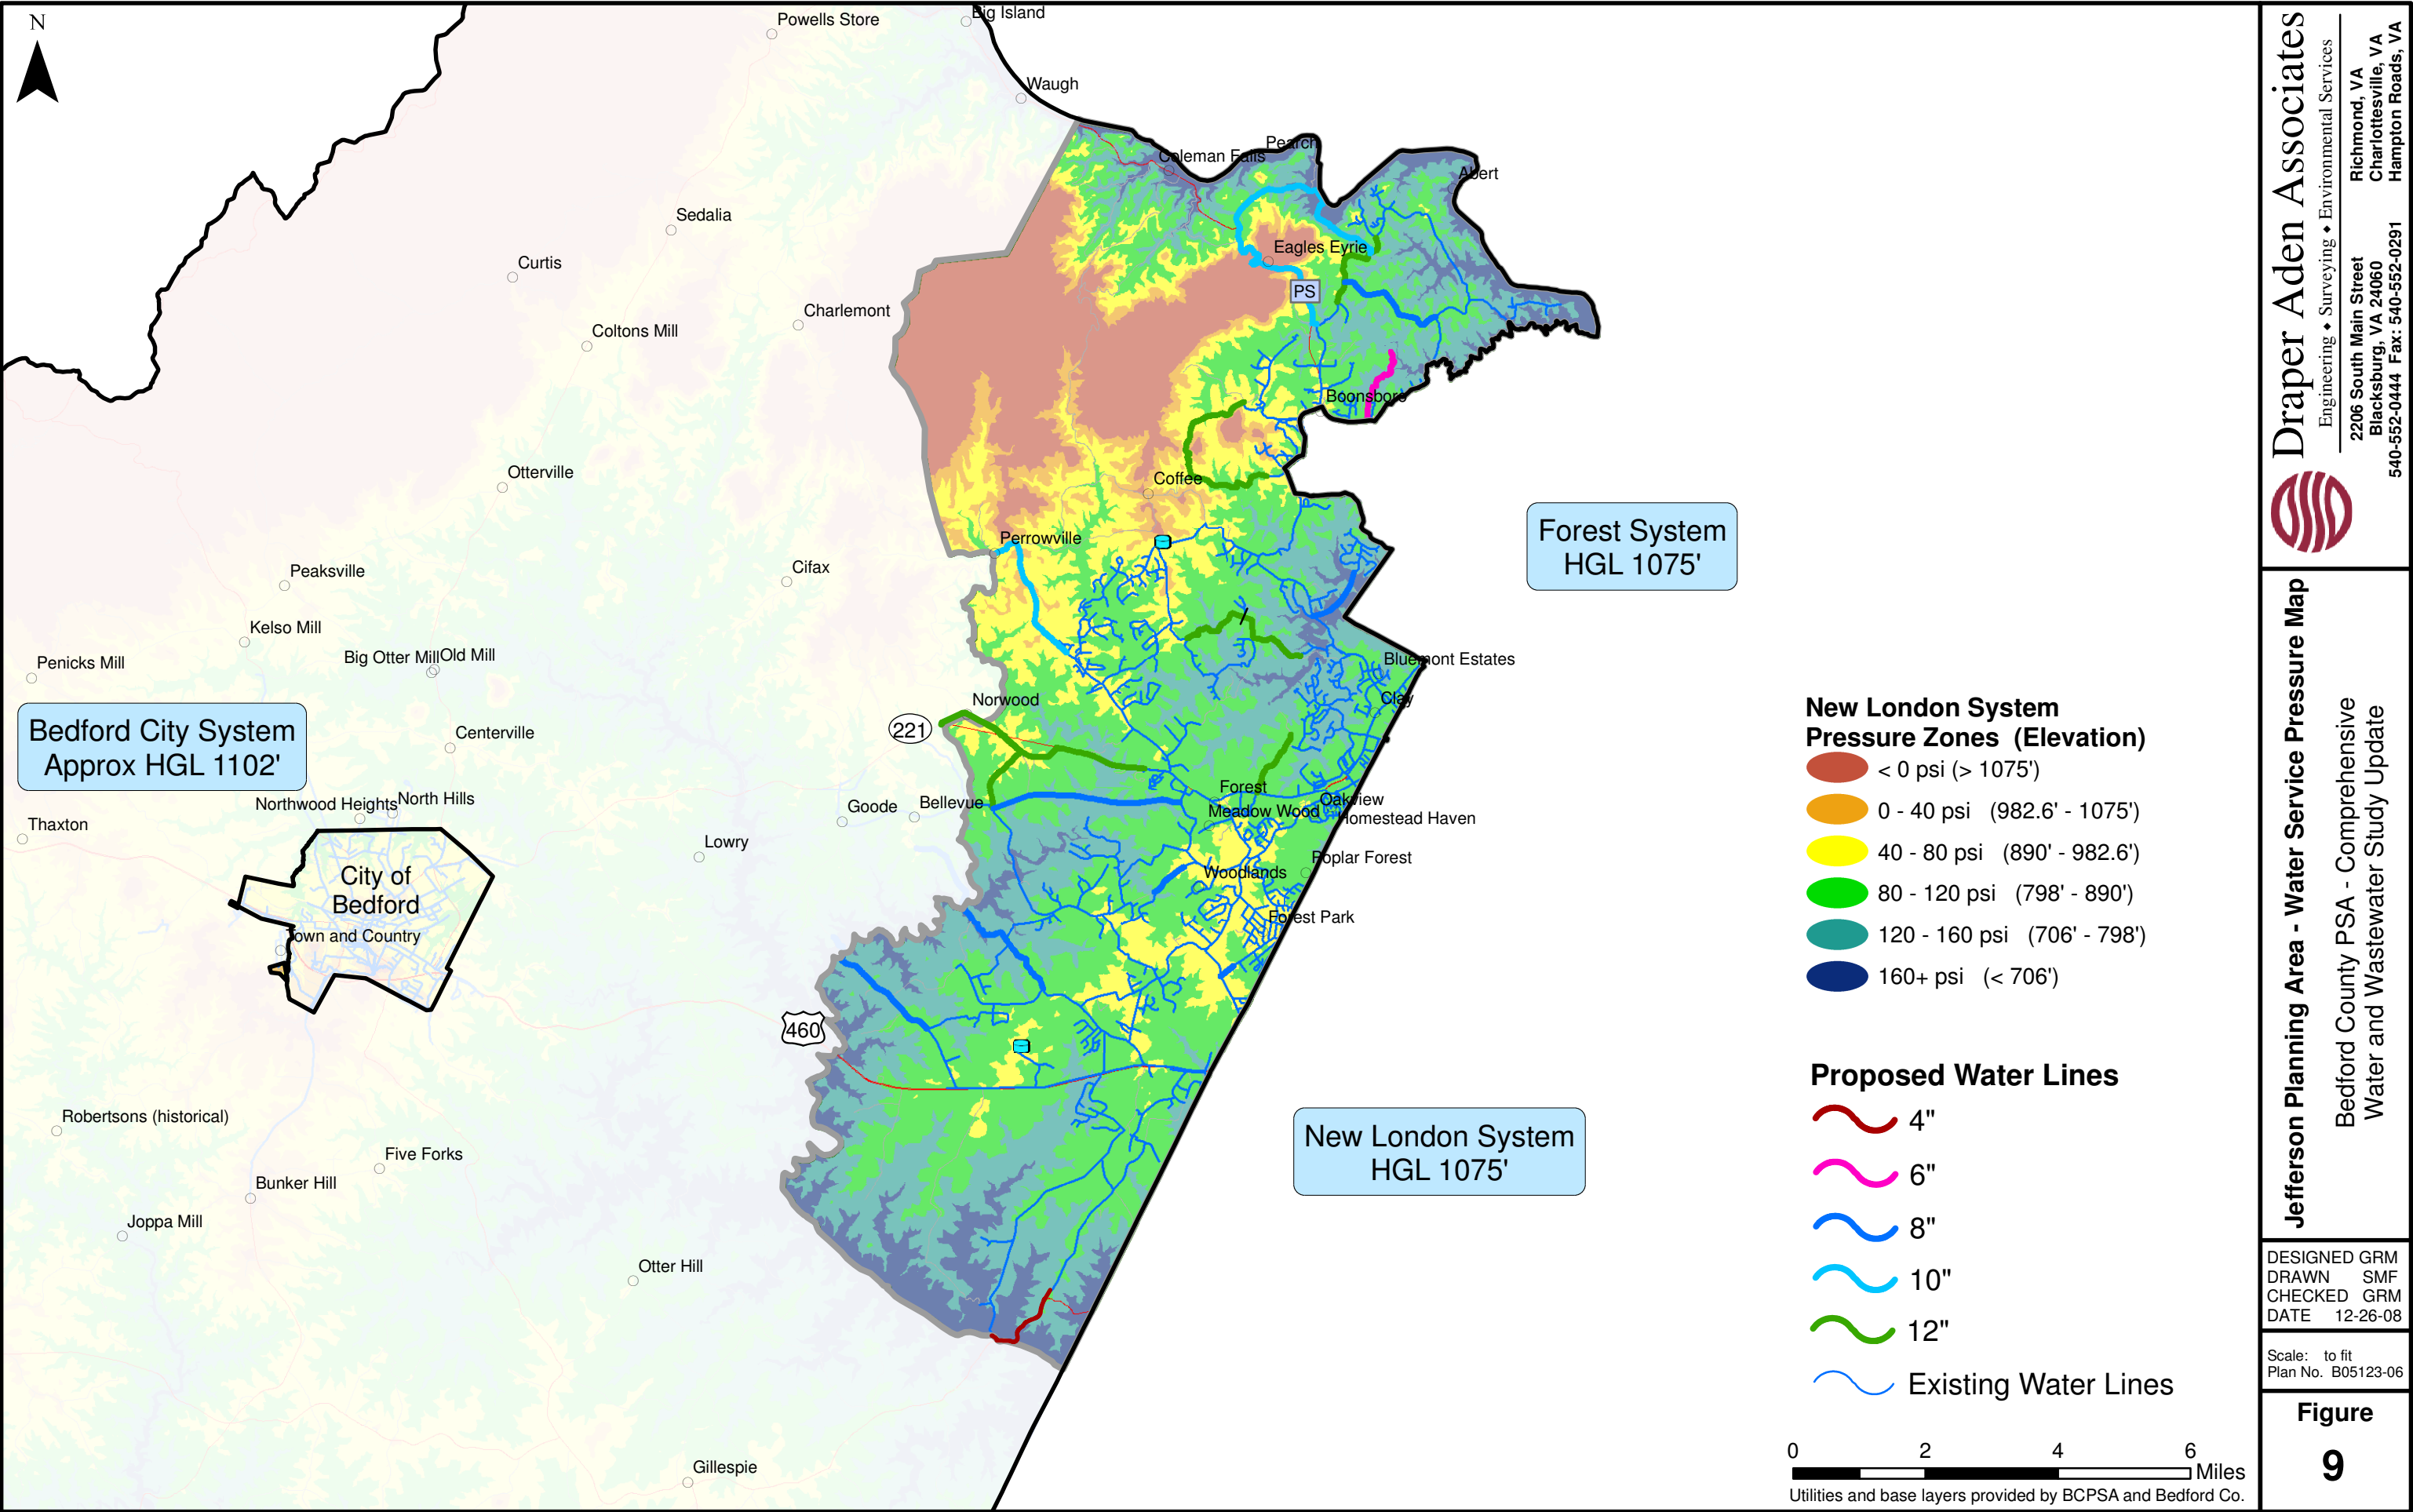 N
Powells Store
Big Island
Waugh
Coleman Falls
Pearch
Abert
Sedalia
Eagles Eyrie
Curtis
PS
Charlemont
Coltons Mill
Boonsboro
Otterville
Coffee
Perrowville
Forest System
HGL 1075'
Cifax
Peaksville
Kelso Mill
Big Otter Mill
Old Mill
Penicks Mill
Bluemont Estates
Clay
Norwood
221
Bedford City System
Approx HGL 1102'
Centerville
Forest
Northwood Heights
North Hills
Goode
Bellevue
Oakview
Meadow Wood
Homestead Haven
Thaxton
Lowry
Poplar Forest
Woodlands
City of
Bedford
Forest Park
Town and Country
460
Robertsons (historical)
New London System
HGL 1075'
Five Forks
Bunker Hill
Joppa Mill
Otter Hill
Gillespie
New London System
Pressure Zones (Elevation)
< 0 psi (> 1075')
0 - 40 psi (982.6' - 1075')
40 - 80 psi (890' - 982.6')
80 - 120 psi (798' - 890')
120 - 160 psi (706' - 798')
160+ psi (< 706')
Proposed Water Lines
4"
6"
8"
10"
12"
Existing Water Lines
0 2 4 6
Miles
Utilities and base layers provided by BCPSA and Bedford Co.
Draper Aden Associates
Engineering ♦ Surveying ♦ Environmental Services
2206 South Main Street
Blacksburg, VA 24060
540-552-0444 Fax: 540-552-0291
Richmond, VA
Charlottesville, VA
Hampton Roads, VA
Jefferson Planning Area - Water Service Pressure Map
Bedford County PSA - Comprehensive
Water and Wastewater Study Update
DESIGNED GRM
DRAWN SMF
CHECKED GRM
DATE 12-26-08
Scale: to fit
Plan No. B05123-06
Figure
9